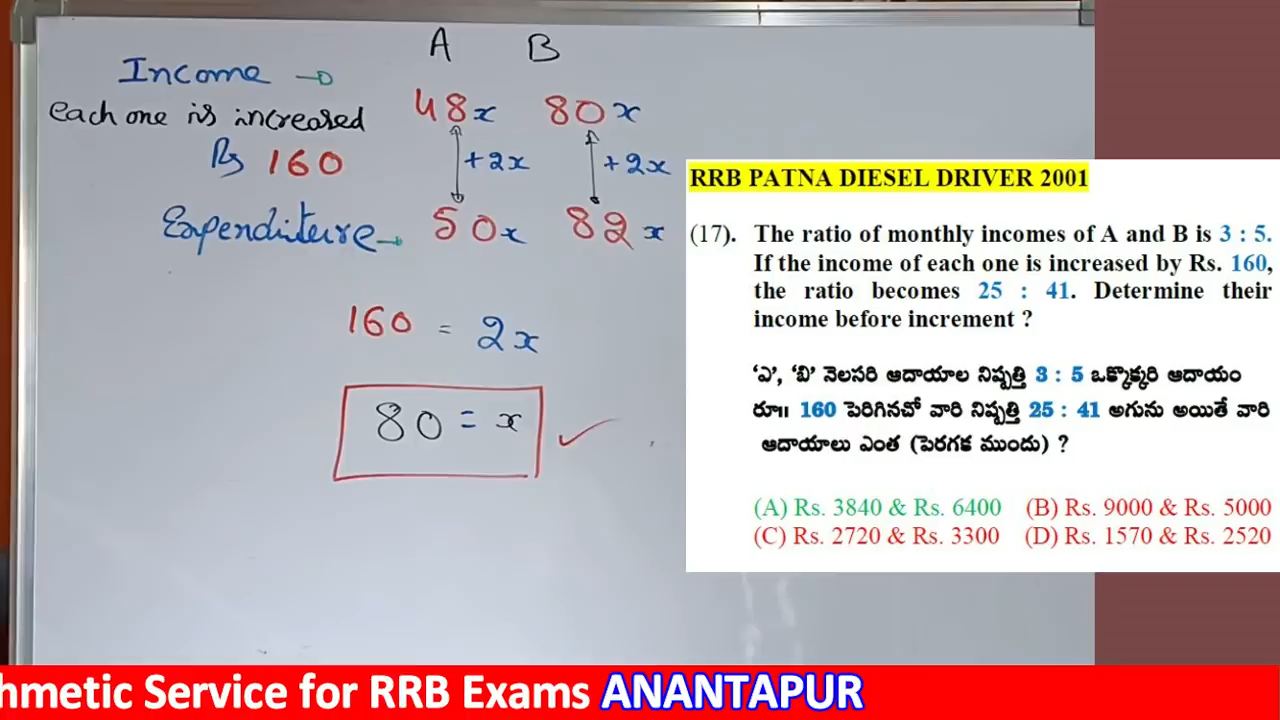 A B
Income →
48x 80x
each one is increased
Rs 160
+2x +2x
Expenditure →
50x 82x
160 = 2x
80 = x
RRB PATNA DIESEL DRIVER 2001
(17). The ratio of monthly incomes of A and B is 3 : 5.
If the income of each one is increased by Rs. 160,
the ratio becomes 25 : 41. Determine their
income before increment ?
‘ఎ’, ‘బి’ నెలసరి ఆదాయాల నిష్పత్తి 3 : 5 ఒక్కొక్కరి ఆదాయం
రూ॥ 160 పెరిగినచో వారి నిష్పత్తి 25 : 41 అగును అయితే వారి
ఆదాయాలు ఎంత (పెరగక ముందు) ?
(A) Rs. 3840 & Rs. 6400 (B) Rs. 9000 & Rs. 5000
(C) Rs. 2720 & Rs. 3300 (D) Rs. 1570 & Rs. 2520
hmetic Service for RRB Exams ANANTAPUR